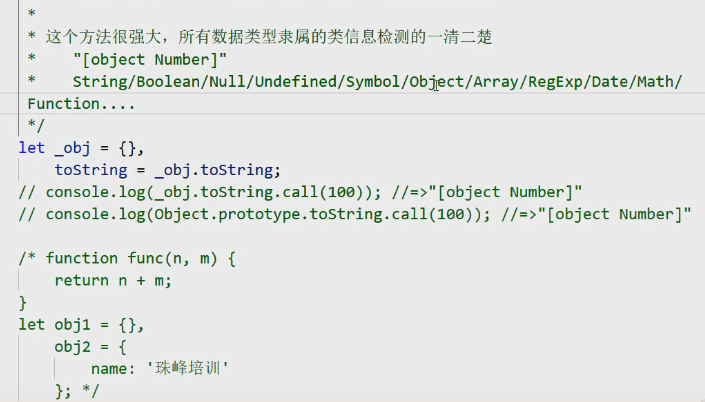 *
* 这个方法很强大，所有数据类型隶属的类信息检测的一清二楚
*    "[object Number]"
*    String/Boolean/Null/Undefined/Symbol/Object/Array/RegExp/Date/Math/
Function....
*/
let _obj = {},
    toString = _obj.toString;
// console.log(_obj.toString.call(100)); //=>"[object Number]"
// console.log(Object.prototype.toString.call(100)); //=>"[object Number]"
/* function func(n, m) {
    return n + m;
}
let obj1 = {},
    obj2 = {
        name: '珠峰培训'
    }; */